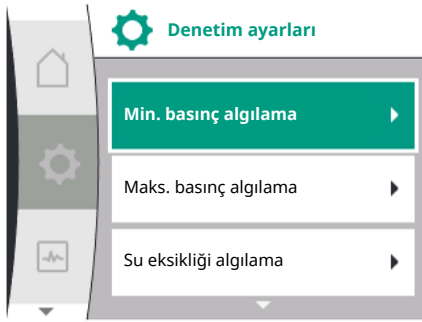 Denetim ayarları
Min. basınç algılama
Maks. basınç algılama
Su eksikliği algılama